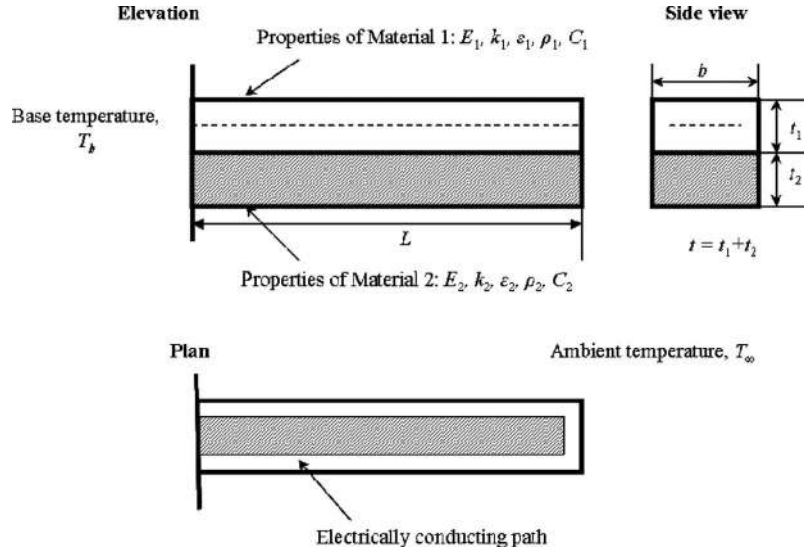 Elevation
Side view
Properties of Material 1: E₁, k₁, ε₁, ρ₁, C₁
b
Base temperature,
T_b
t₁
t₂
L
t = t₁+t₂
Properties of Material 2: E₂, k₂, ε₂, ρ₂, C₂
Plan
Ambient temperature, T∞
Electrically conducting path